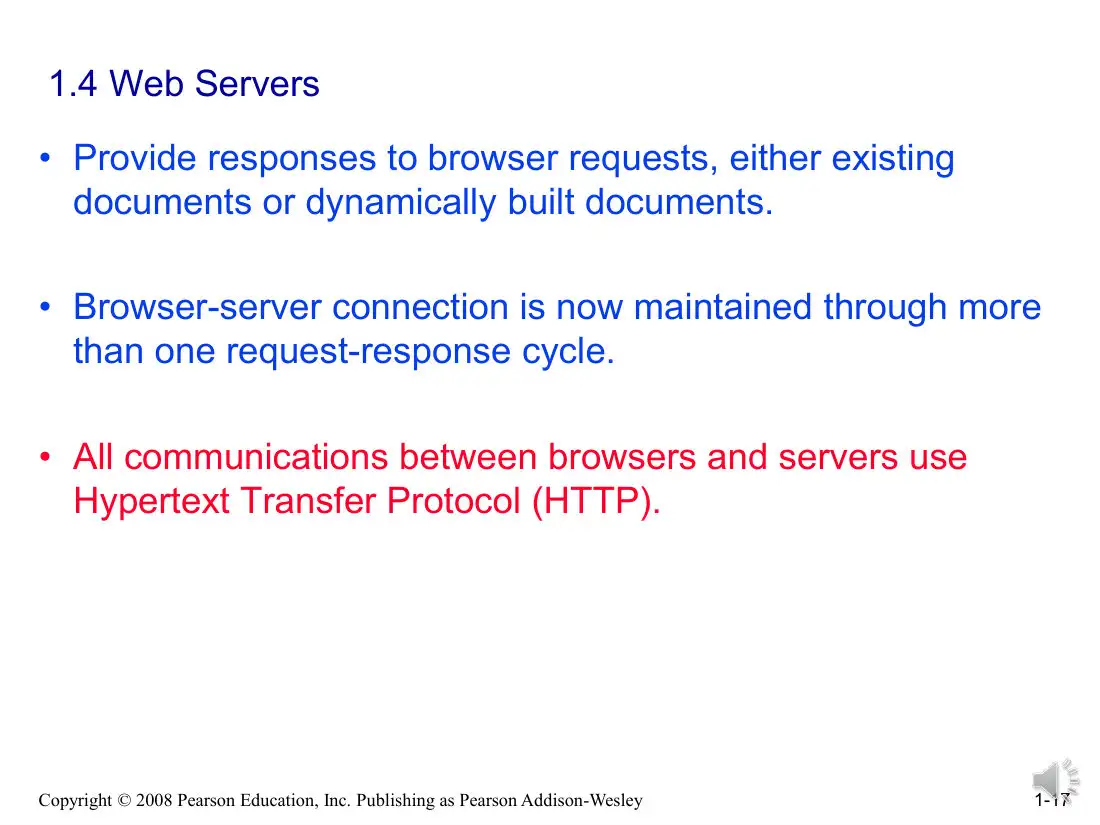 1.4 Web Servers
• Provide responses to browser requests, either existing
documents or dynamically built documents.
• Browser-server connection is now maintained through more
than one request-response cycle.
• All communications between browsers and servers use
Hypertext Transfer Protocol (HTTP).
Copyright © 2008 Pearson Education, Inc. Publishing as Pearson Addison-Wesley
1-17